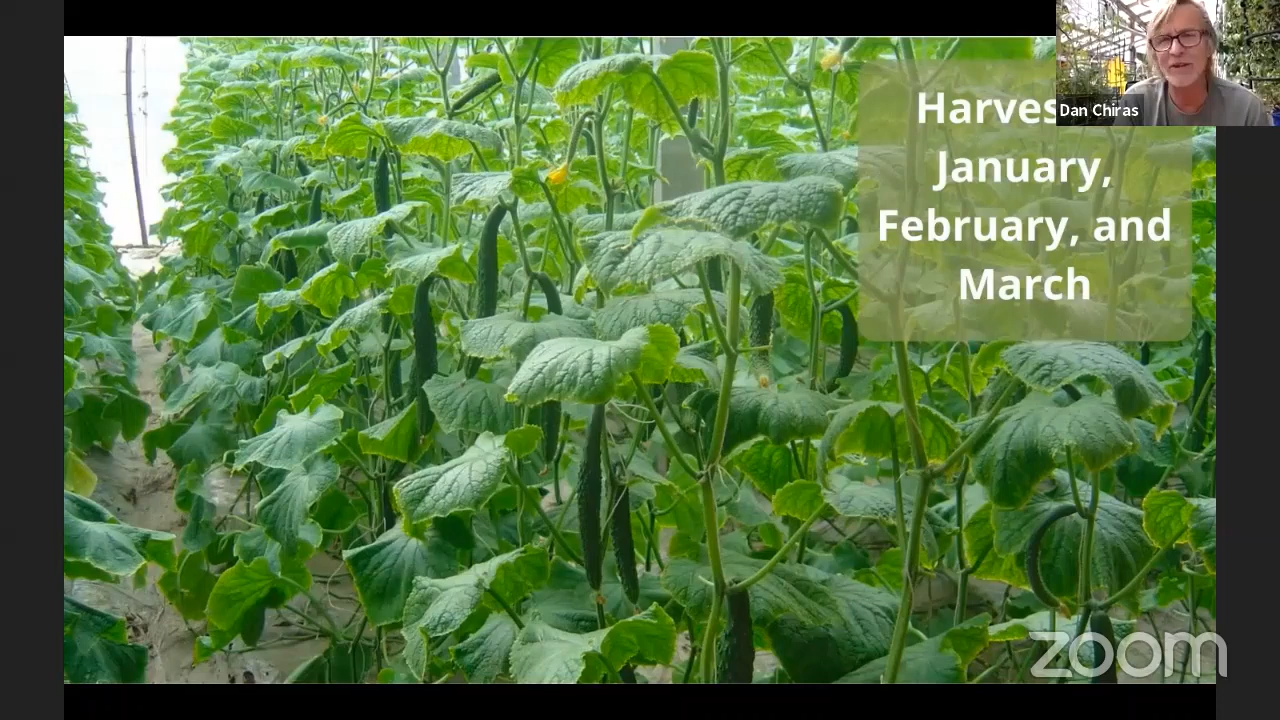 Harves
January,
February, and
March
Dan Chiras
zoom